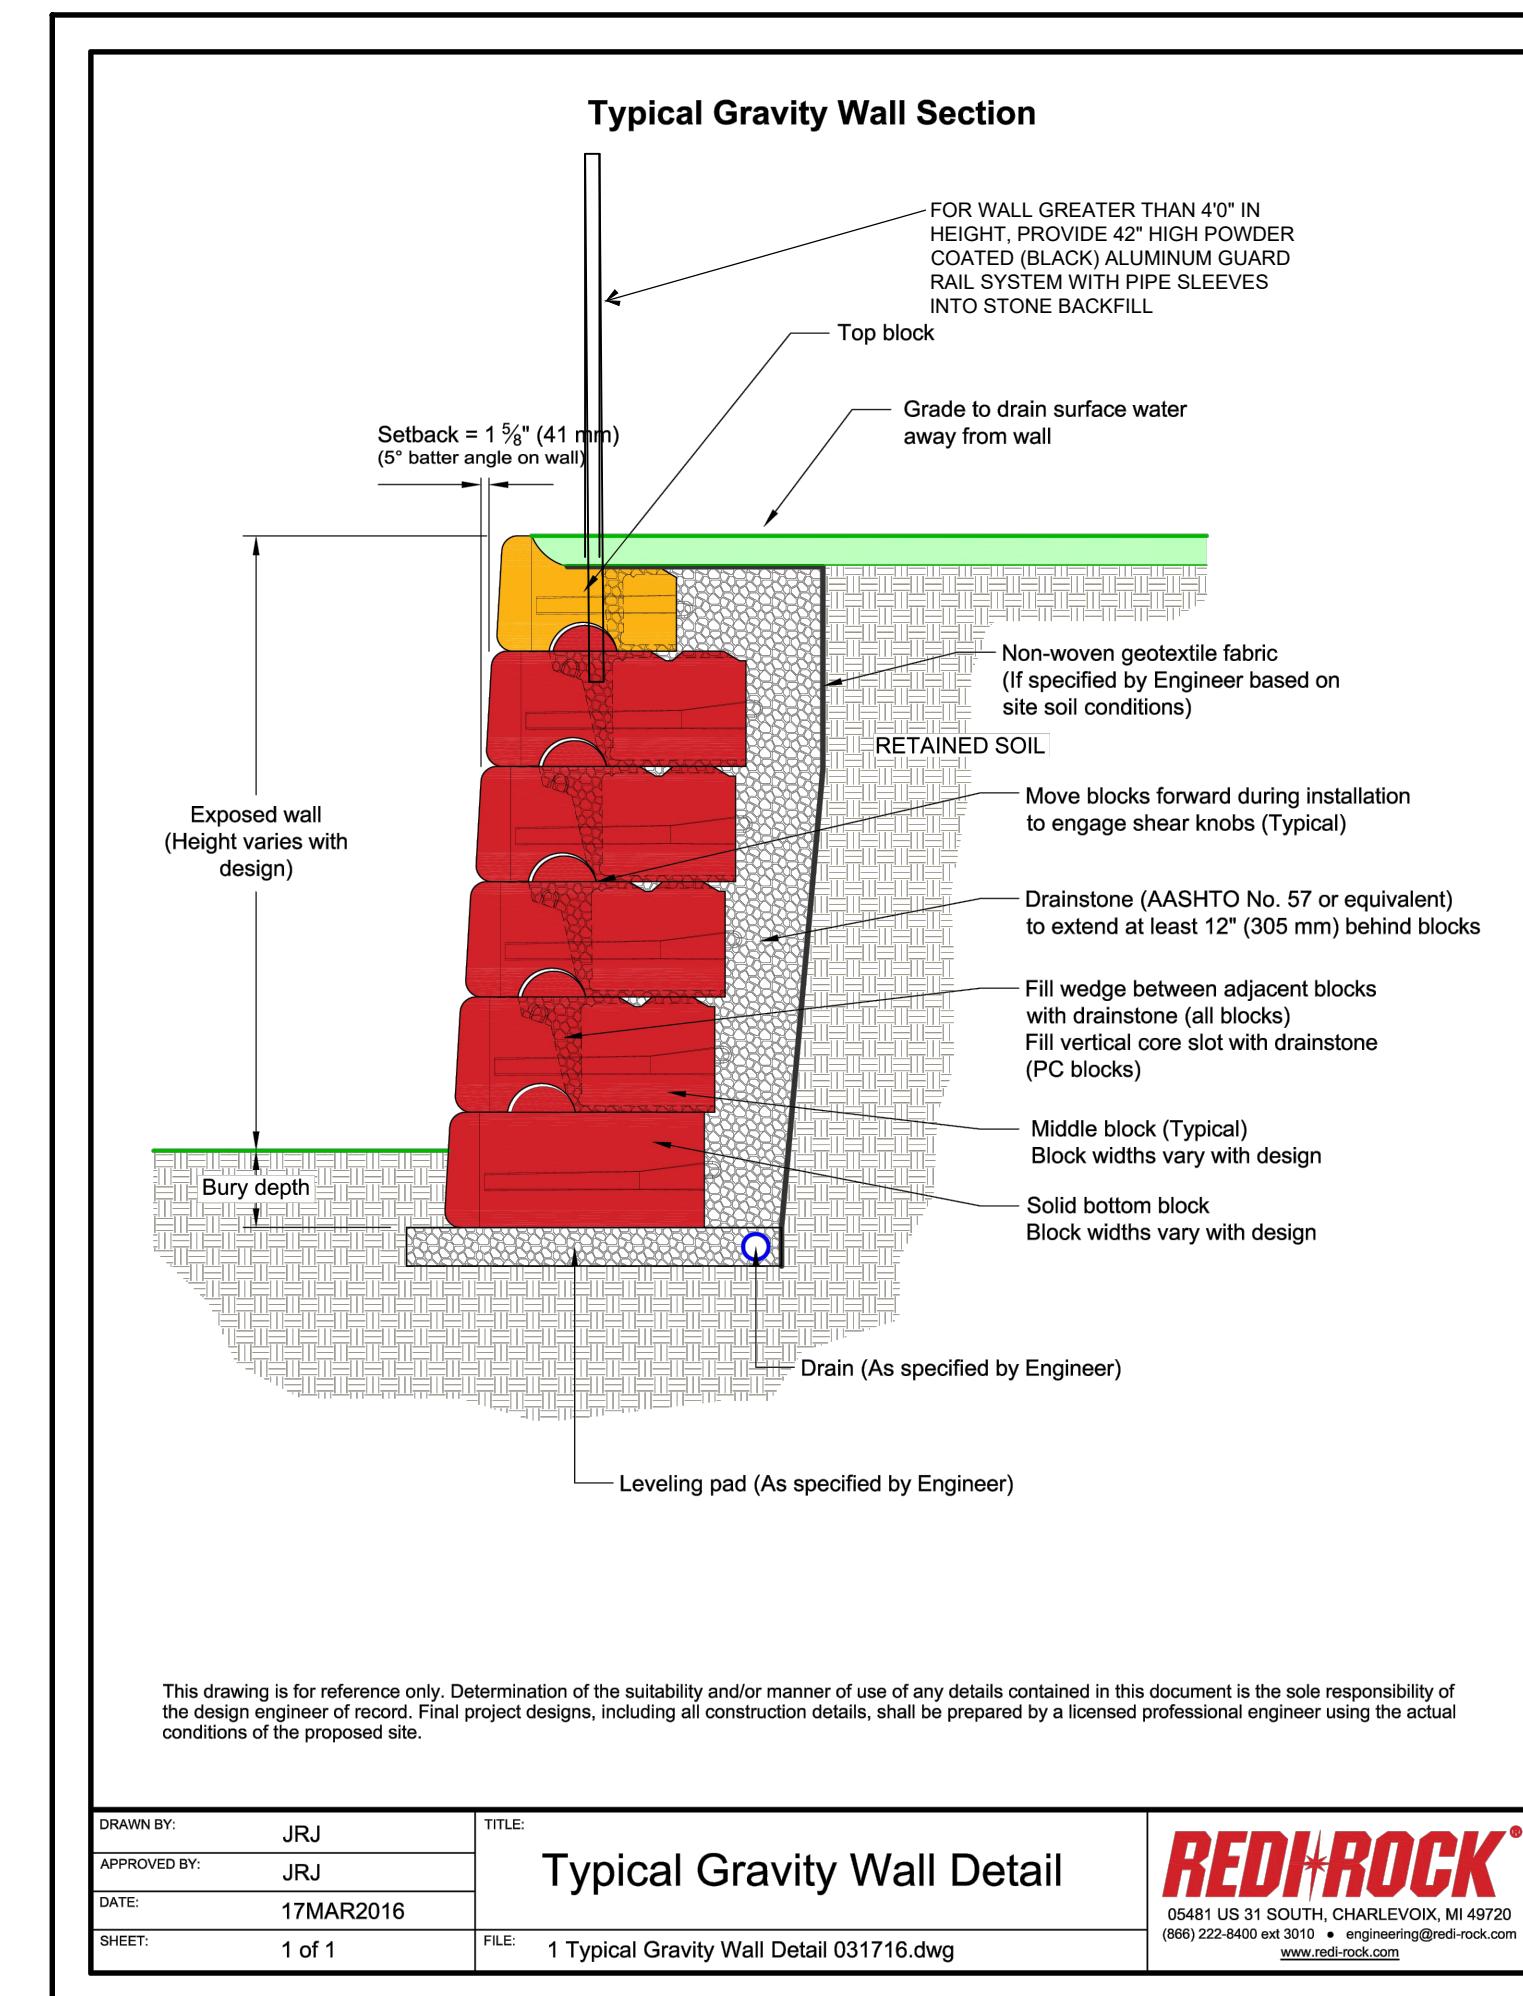 Typical Gravity Wall Section
FOR WALL GREATER THAN 4'0" IN
HEIGHT, PROVIDE 42" HIGH POWDER
COATED (BLACK) ALUMINUM GUARD
RAIL SYSTEM WITH PIPE SLEEVES
INTO STONE BACKFILL
Top block
Grade to drain surface water
away from wall
Setback = 1 5/8" (41 mm)
(5° batter angle on wall)
Non-woven geotextile fabric
(If specified by Engineer based on
site soil conditions)
RETAINED SOIL
Move blocks forward during installation
to engage shear knobs (Typical)
Exposed wall
(Height varies with
design)
Drainstone (AASHTO No. 57 or equivalent)
to extend at least 12" (305 mm) behind blocks
Fill wedge between adjacent blocks
with drainstone (all blocks)
Fill vertical core slot with drainstone
(PC blocks)
Middle block (Typical)
Block widths vary with design
Bury depth
Solid bottom block
Block widths vary with design
Drain (As specified by Engineer)
Leveling pad (As specified by Engineer)
This drawing is for reference only. Determination of the suitability and/or manner of use of any details contained in this document is the sole responsibility of
the design engineer of record. Final project designs, including all construction details, shall be prepared by a licensed professional engineer using the actual
conditions of the proposed site.
DRAWN BY: JRJ
APPROVED BY: JRJ
DATE: 17MAR2016
SHEET: 1 of 1
TITLE:
Typical Gravity Wall Detail
FILE: 1 Typical Gravity Wall Detail 031716.dwg
REDI-ROCK®
05481 US 31 SOUTH, CHARLEVOIX, MI 49720
(866) 222-8400 ext 3010 ● engineering@redi-rock.com
www.redi-rock.com